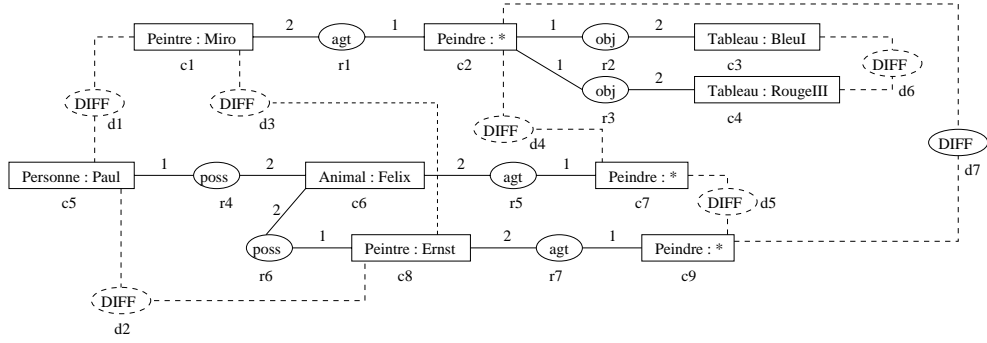 Peintre : Miro 2 agt 1 Peindre : * 1 obj 2 Tableau : BleuI
c1 r1 c2 r2 c3
1 DIFF d6
DIFF d1 DIFF d3 obj 2 Tableau : RougeIII
r3 c4
DIFF d4 DIFF d7
Personne : Paul 1 poss 2 Animal : Felix 2 agt 1 Peindre : *
c5 r4 c6 r5 c7
2 DIFF d5
poss 1 Peintre : Ernst 2 agt 1 Peindre : *
r6 c8 r7 c9
DIFF
d2